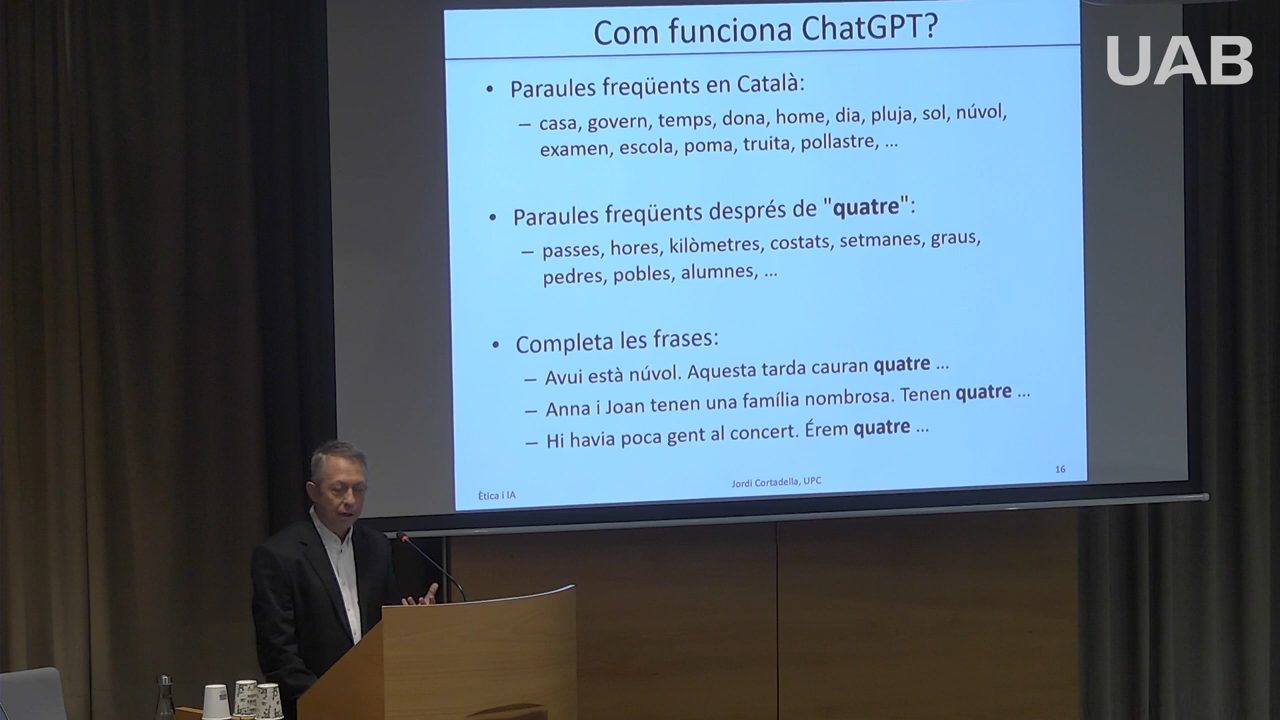 Com funciona ChatGPT?
UAB
• Paraules freqüents en Català:
– casa, govern, temps, dona, home, dia, pluja, sol, núvol,
examen, escola, poma, truita, pollastre, ...
• Paraules freqüents després de "quatre":
– passes, hores, kilòmetres, costats, setmanes, graus,
pedres, pobles, alumnes, ...
• Completa les frases:
– Avui està núvol. Aquesta tarda cauran quatre ...
– Anna i Joan tenen una família nombrosa. Tenen quatre ...
– Hi havia poca gent al concert. Érem quatre ...
Ètica i IA
Jordi Cortadella, UPC
16